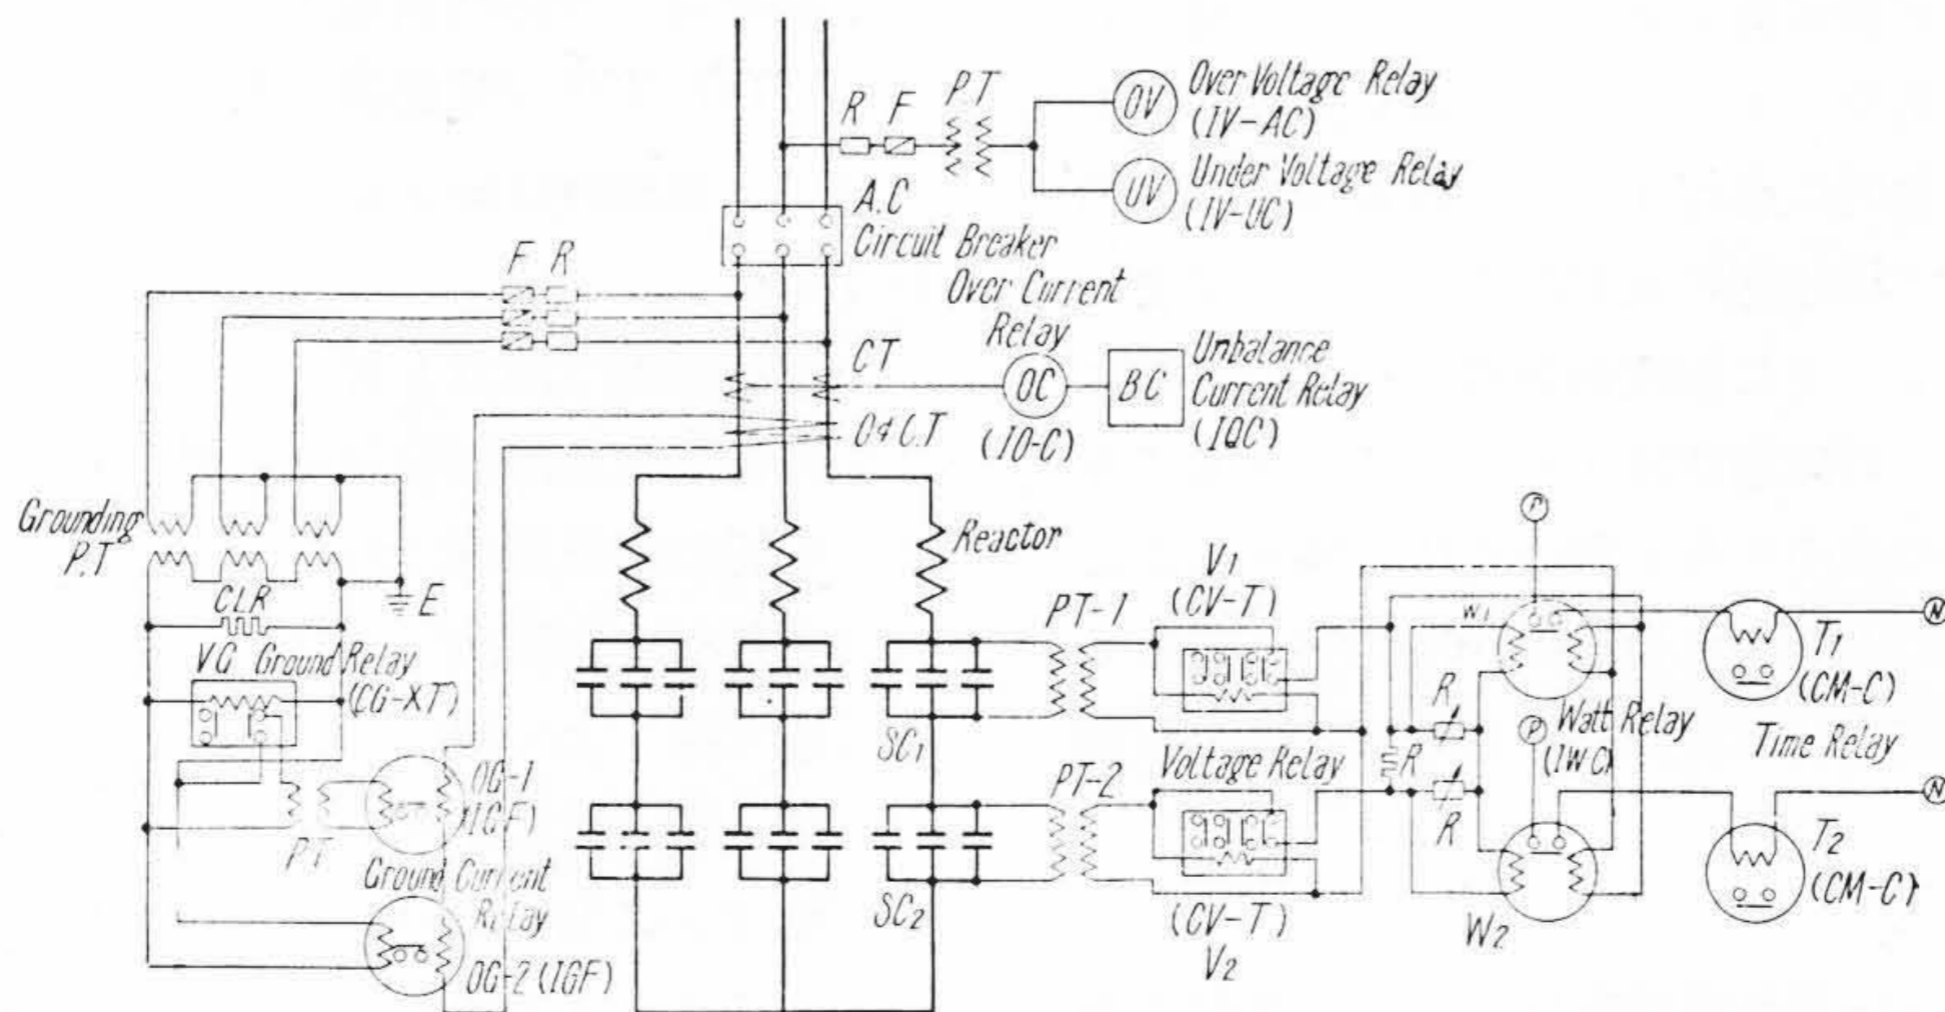 R F P.T
OV
Over Voltage Relay
(IV-AC)
UV
Under Voltage Relay
(IV-UC)
A.C
Circuit Breaker
F R
Over Current
Relay
CT
OC
(IO-C)
BC
Unbalance
Current Relay
(IQC)
Grounding
P.T
E
CLR
VG Ground Relay
(CG-XT)
OG-1
(IGF)
PT
Ground Current
Relay
OG-2 (IGF)
Reactor
SC1
SC2
PT-1
V1
(CV-T)
PT-2
Voltage Relay
(CV-T)
V2
P
W1
R
R
R
P
Watt Relay
(IWC)
W2
T1
(CM-C)
Time Relay
T2
(CM-C)
N
N